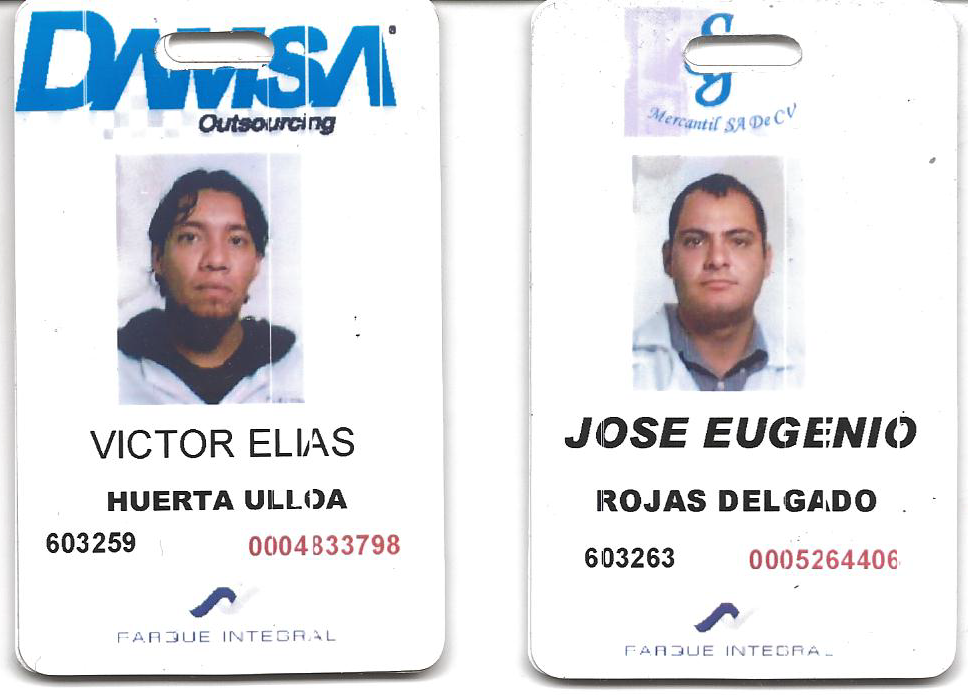 DAMSA
Outsourcing
VICTOR ELIAS
HUERTA ULLOA
603259 0004833798
PARQUE INTEGRAL
G
Mercantil SA De CV
JOSE EUGENIO
ROJAS DELGADO
603263 0005264406
PARQUE INTEGRAL